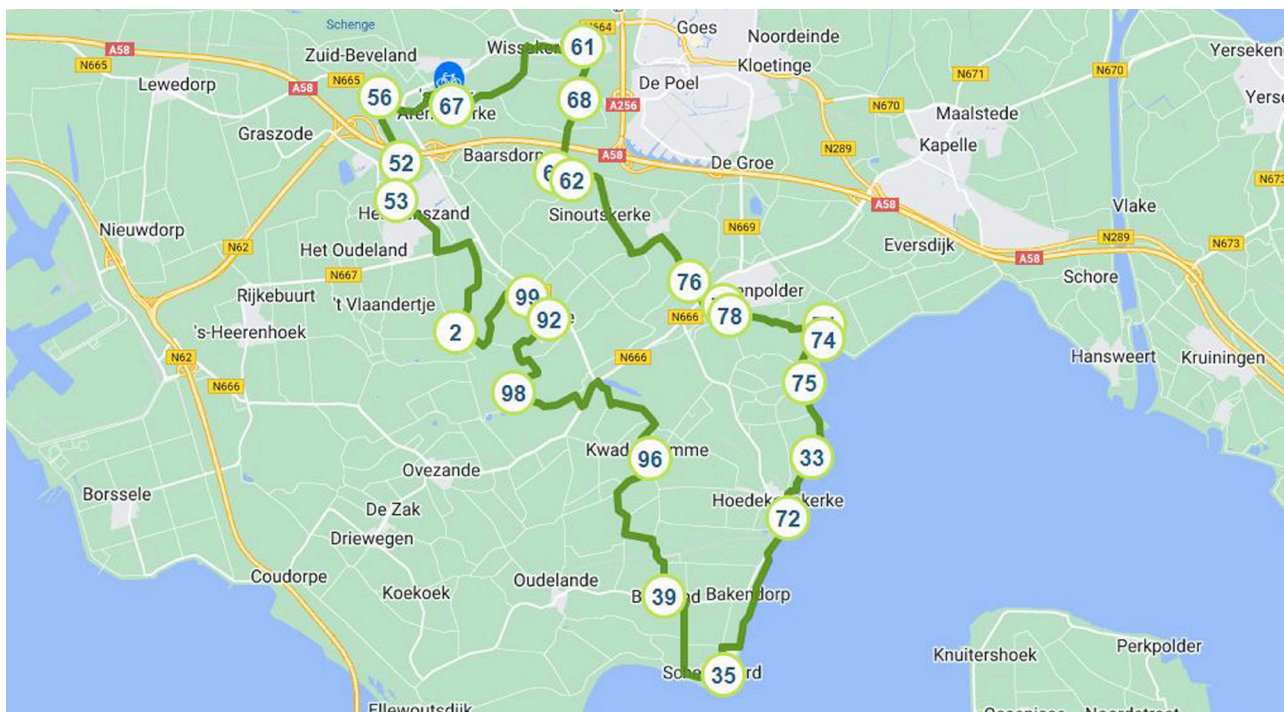 Schenge
N664
Goes
Noordeinde
Yerseken
A58
N665
Zuid-Beveland
61
Kloetinge
N671
N670
Lewedorp
N665
De Poel
56
67
68
A256
N670
Maalstede
A58
Graszode
52
Baarsdorp
A58
De Groe
N289
Kapelle
N673
53
62
Sinoutskerke
A58
Vlake
Nieuwdorp
N62
Het Oudeland
N669
Eversdijk
N289
N673
A58
Schore
N667
Rijkebuurt
't Vlaandertje
99
76
's-Heerenhoek
2
92
N666
78
74
Hansweert
Kruiningen
N62
N666
N666
75
98
96
33
Ovezande
Borssele
De Zak
72
Driewegen
Coudorpe
Koekoek
Oudelande
39
Bakendorp
35
Knuitershoek
Perkpolder
Ellewoutsdijk